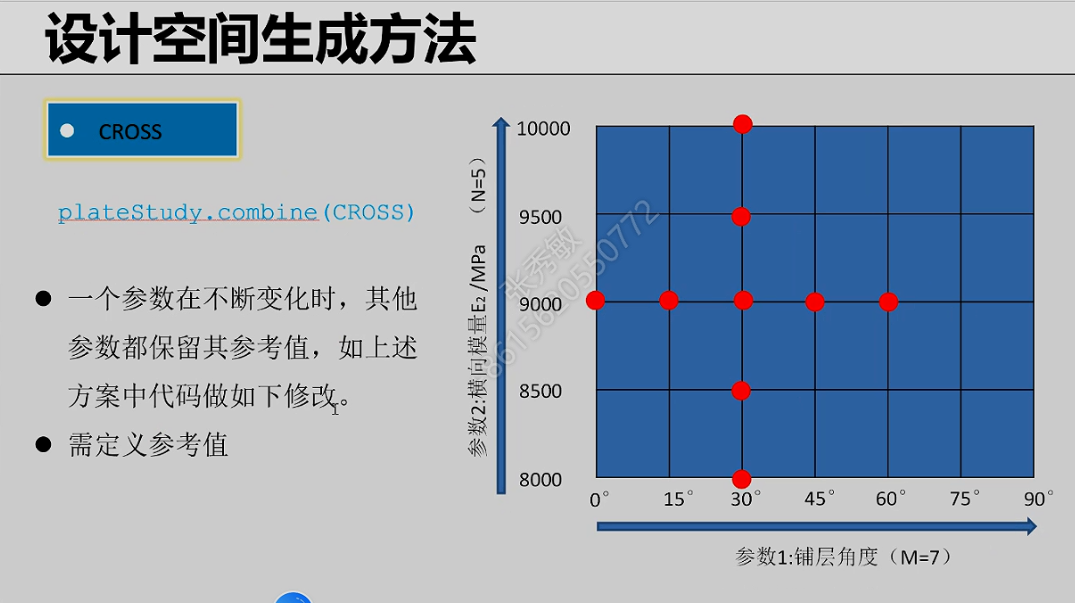 设计空间生成方法
CROSS
plateStudy.combine(CROSS)
一个参数在不断变化时，其他
参数都保留其参考值，如上述
方案中代码做如下修改。
需定义参考值
参数2:横向模量E₂ /MPa （N=5）
10000
9500
9000
8500
8000
0° 15° 30° 45° 60° 75° 90°
参数1:铺层角度（M=7）
张秀敏
8615620550772